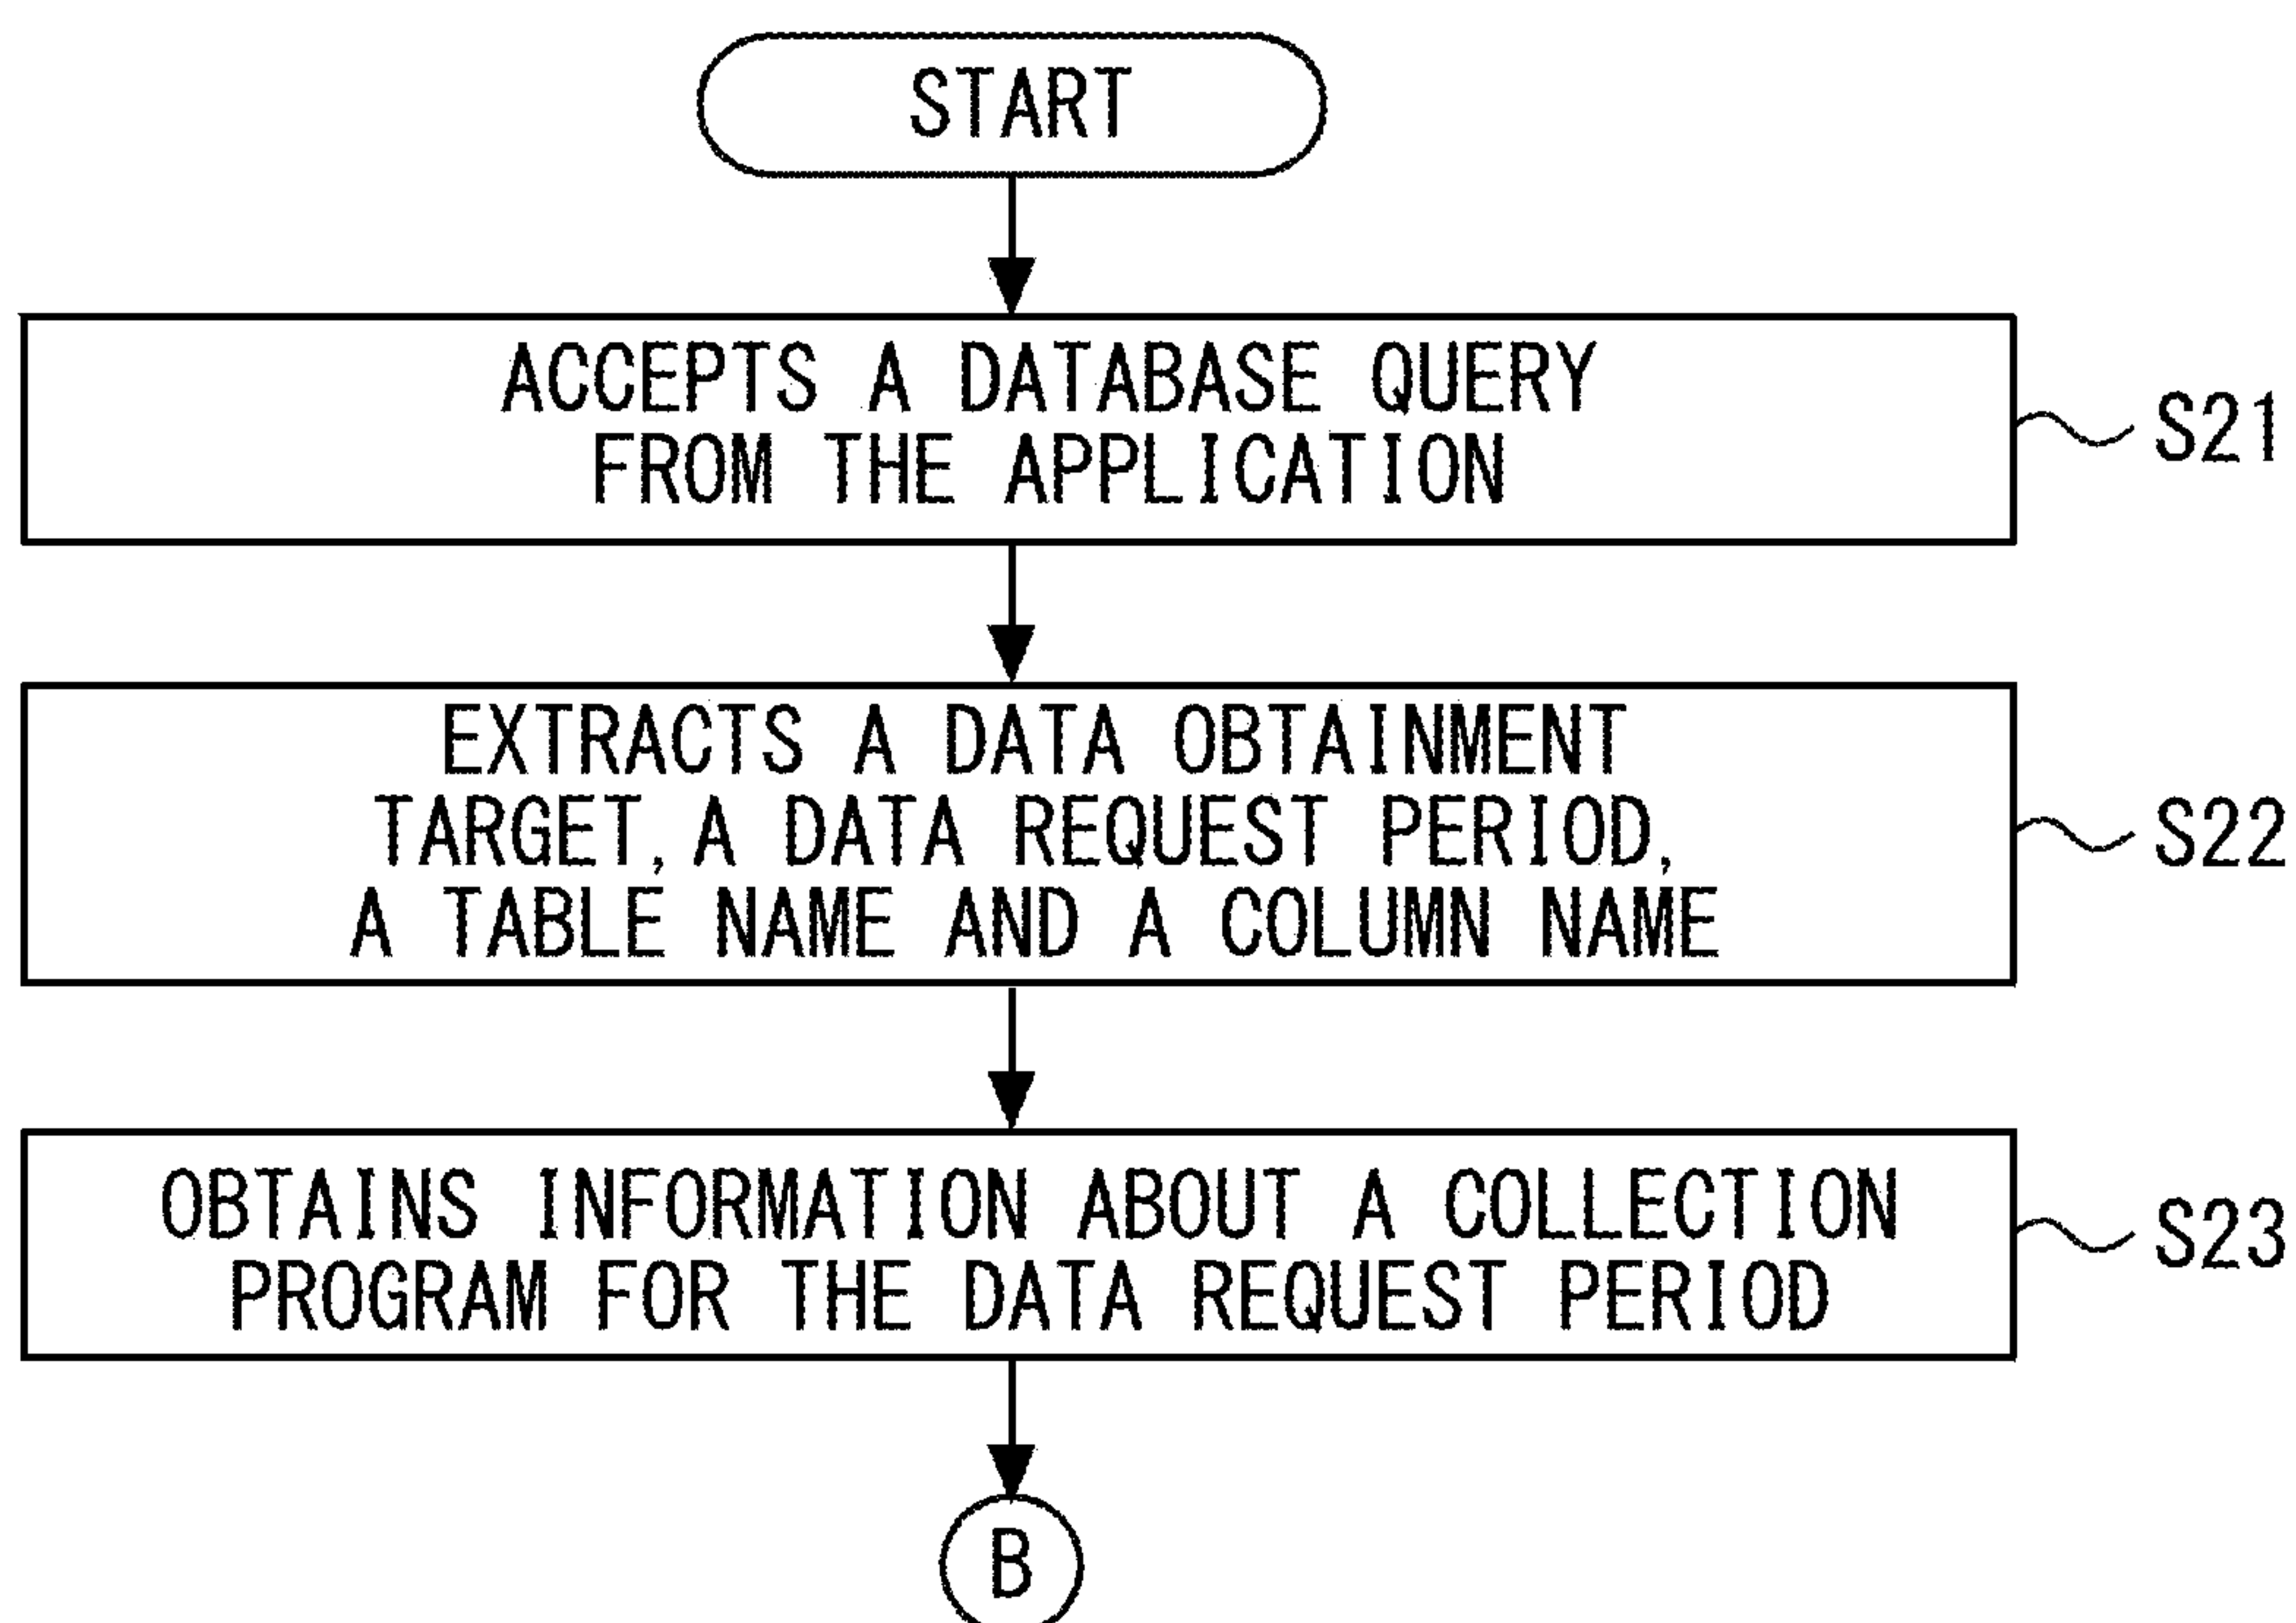 START
ACCEPTS A DATABASE QUERY
FROM THE APPLICATION
S21
EXTRACTS A DATA OBTAINMENT
TARGET, A DATA REQUEST PERIOD,
A TABLE NAME AND A COLUMN NAME
S22
OBTAINS INFORMATION ABOUT A COLLECTION
PROGRAM FOR THE DATA REQUEST PERIOD
S23
B